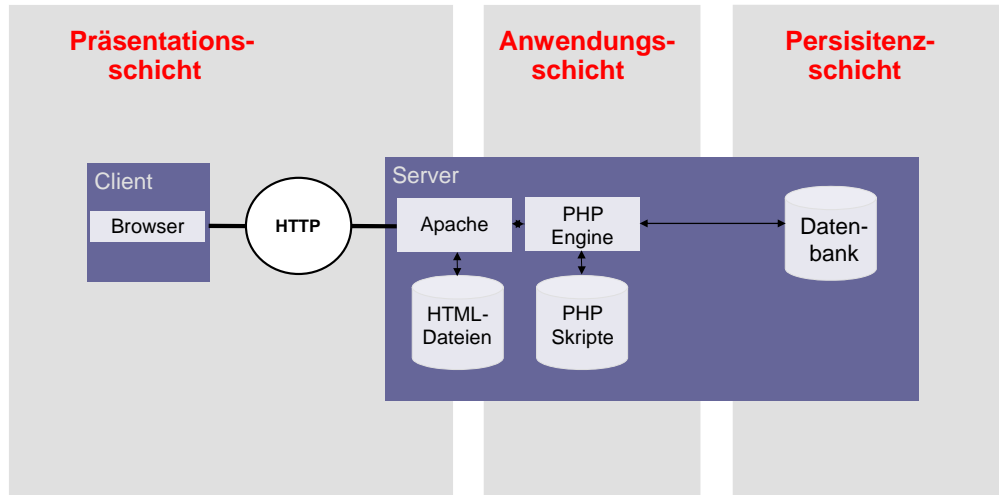 Präsentations-
schicht
Anwendungs-
schicht
Persisitenz-
schicht
Client
Browser
HTTP
Server
Apache
PHP
Engine
Daten-
bank
HTML-
Dateien
PHP
Skripte